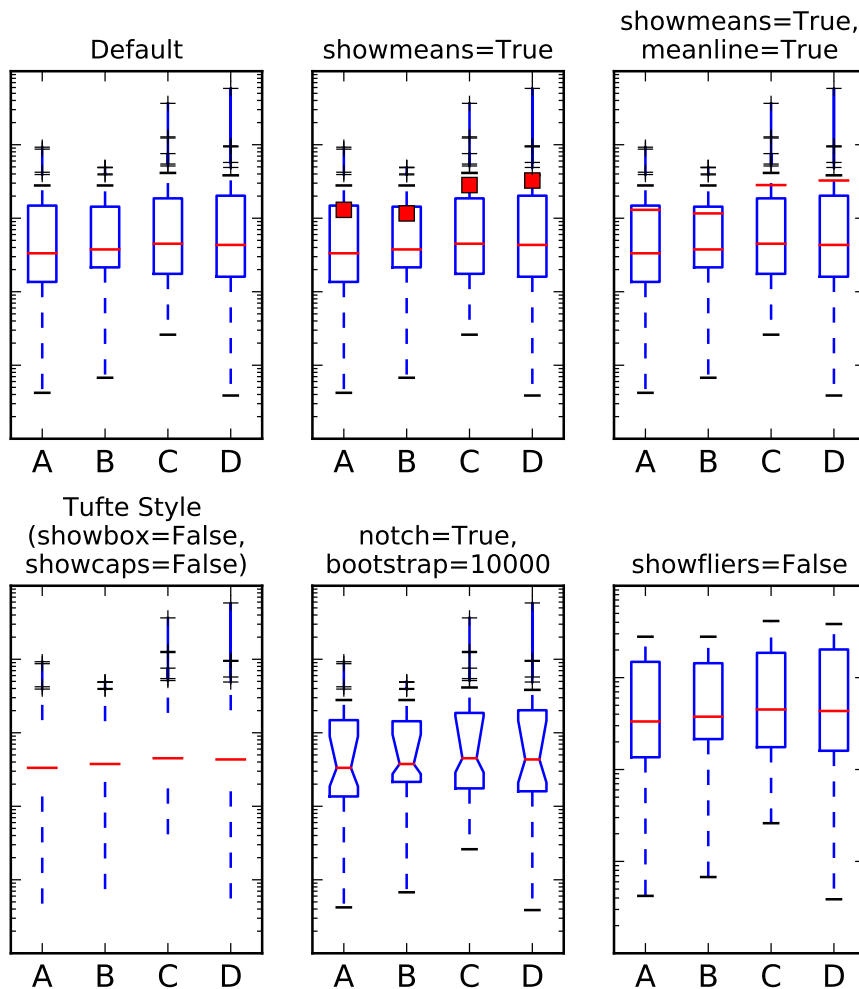 Default
showmeans=True
showmeans=True,
meanline=True
A B C D
A B C D
A B C D
Tufte Style
(showbox=False,
showcaps=False)
notch=True,
bootstrap=10000
showfliers=False
A B C D
A B C D
A B C D